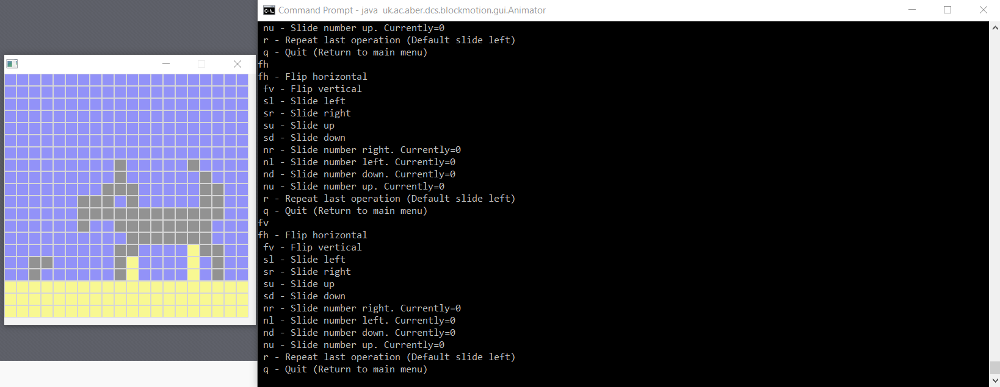 Command Prompt - java  uk.ac.aber.dcs.blockmotion.gui.Animator
nu - Slide number up. Currently=0
r - Repeat last operation (Default slide left)
q - Quit (Return to main menu)
fh
fh - Flip horizontal
fv - Flip vertical
sl - Slide left
sr - Slide right
su - Slide up
sd - Slide down
nr - Slide number right. Currently=0
nl - Slide number left. Currently=0
nd - Slide number down. Currently=0
nu - Slide number up. Currently=0
r - Repeat last operation (Default slide left)
q - Quit (Return to main menu)
fv
fh - Flip horizontal
fv - Flip vertical
sl - Slide left
sr - Slide right
su - Slide up
sd - Slide down
nr - Slide number right. Currently=0
nl - Slide number left. Currently=0
nd - Slide number down. Currently=0
nu - Slide number up. Currently=0
r - Repeat last operation (Default slide left)
q - Quit (Return to main menu)